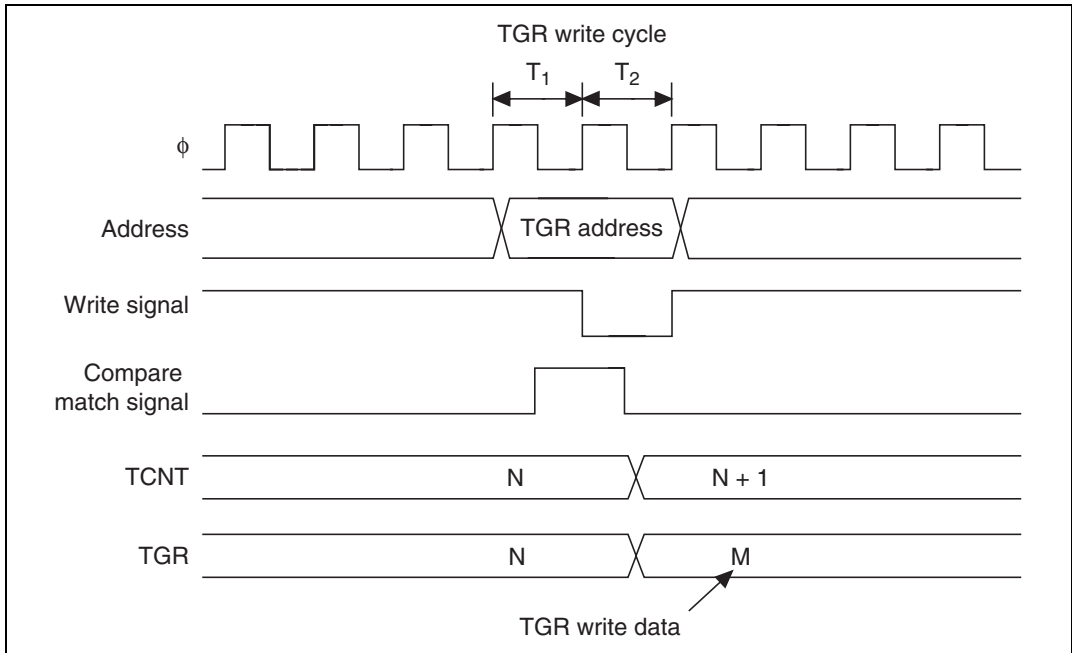 TGR write cycle
T1 T2
ϕ
Address TGR address
Write signal
Compare
match signal
TCNT N N + 1
TGR N M
TGR write data